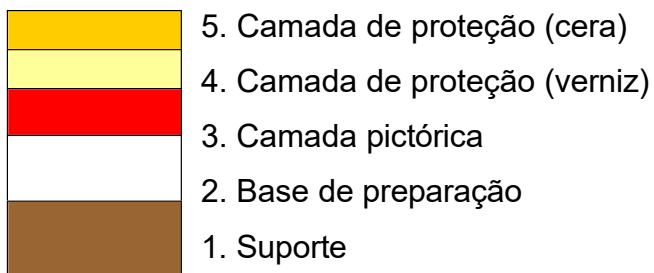 5. Camada de proteção (cera)
4. Camada de proteção (verniz)
3. Camada pictórica
2. Base de preparação
1. Suporte